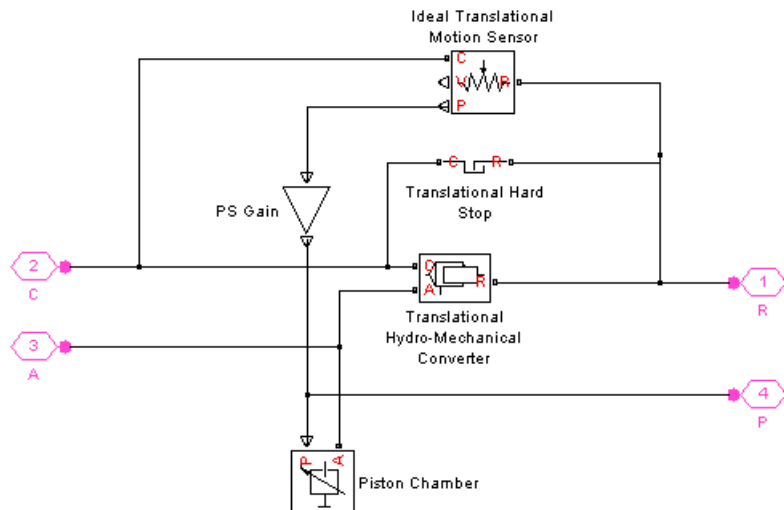 Ideal Translational
Motion Sensor
C
V R
P
C R
PS Gain
Translational Hard
Stop
2
C
C
R
A
1
R
Translational
Hydro-Mechanical
Converter
3
A
4
P
P A
Piston Chamber